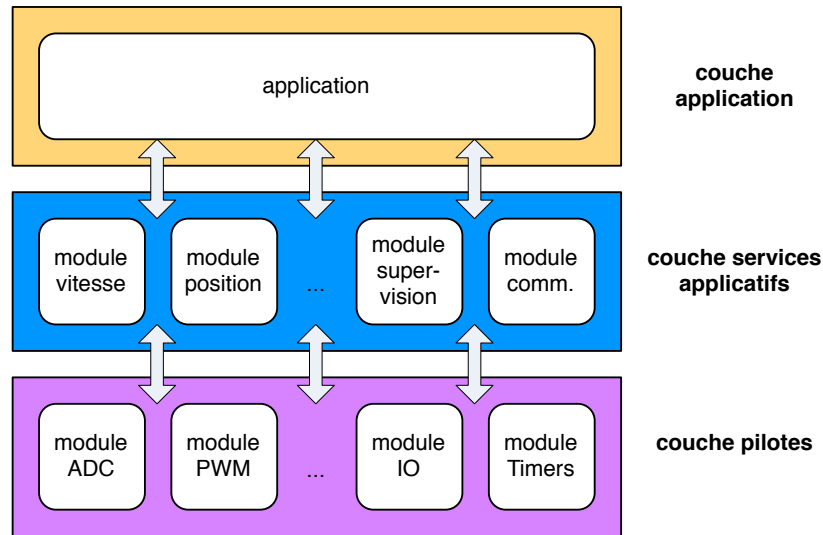 application
couche
application
module
vitesse
module
position
...
module
super-
vision
module
comm.
couche services
applicatifs
module
ADC
module
PWM
...
module
IO
module
Timers
couche pilotes